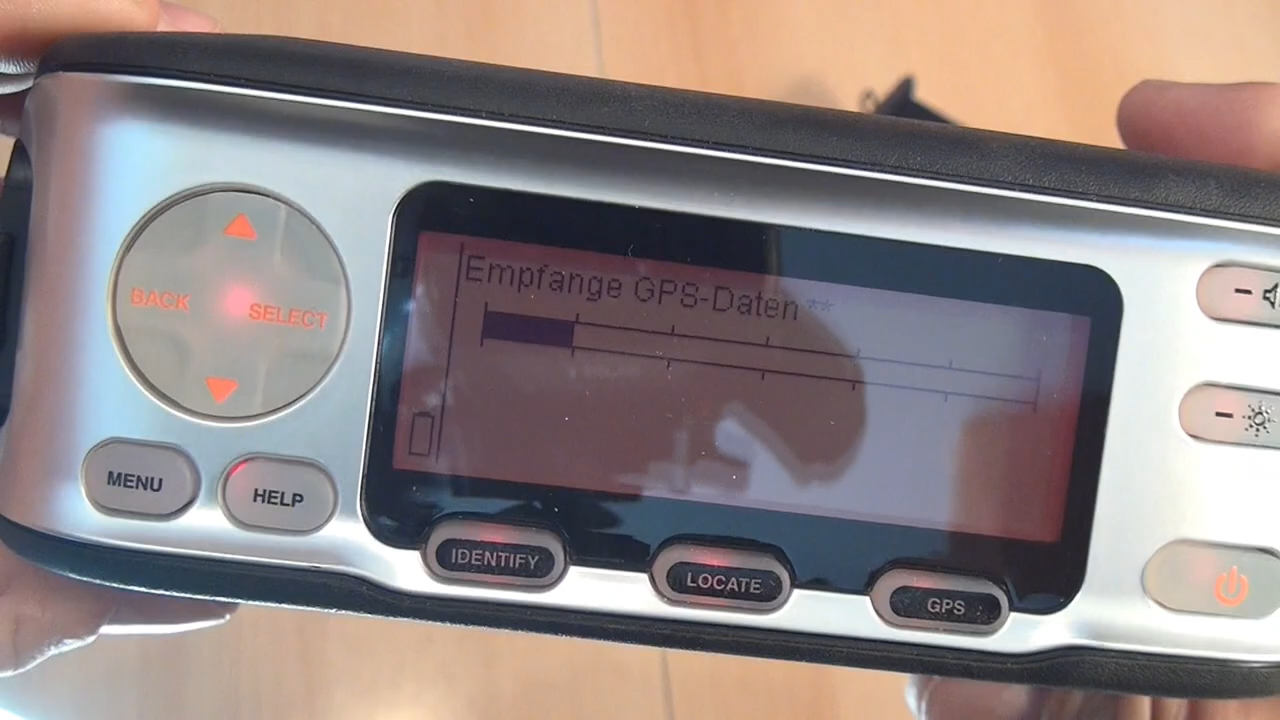 Empfange GPS-Daten **
BACK
SELECT
MENU
HELP
IDENTIFY
LOCATE
GPS